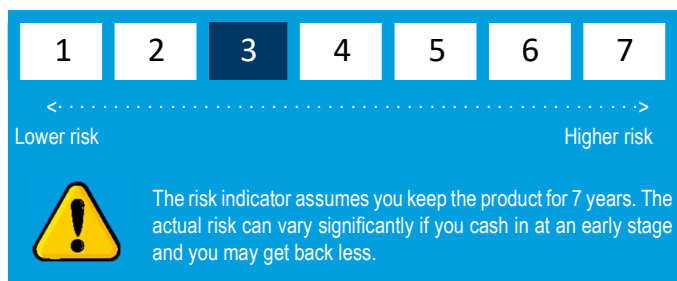 1 2 3 4 5 6 7
Lower risk Higher risk
The risk indicator assumes you keep the product for 7 years. The
actual risk can vary significantly if you cash in at an early stage
and you may get back less.